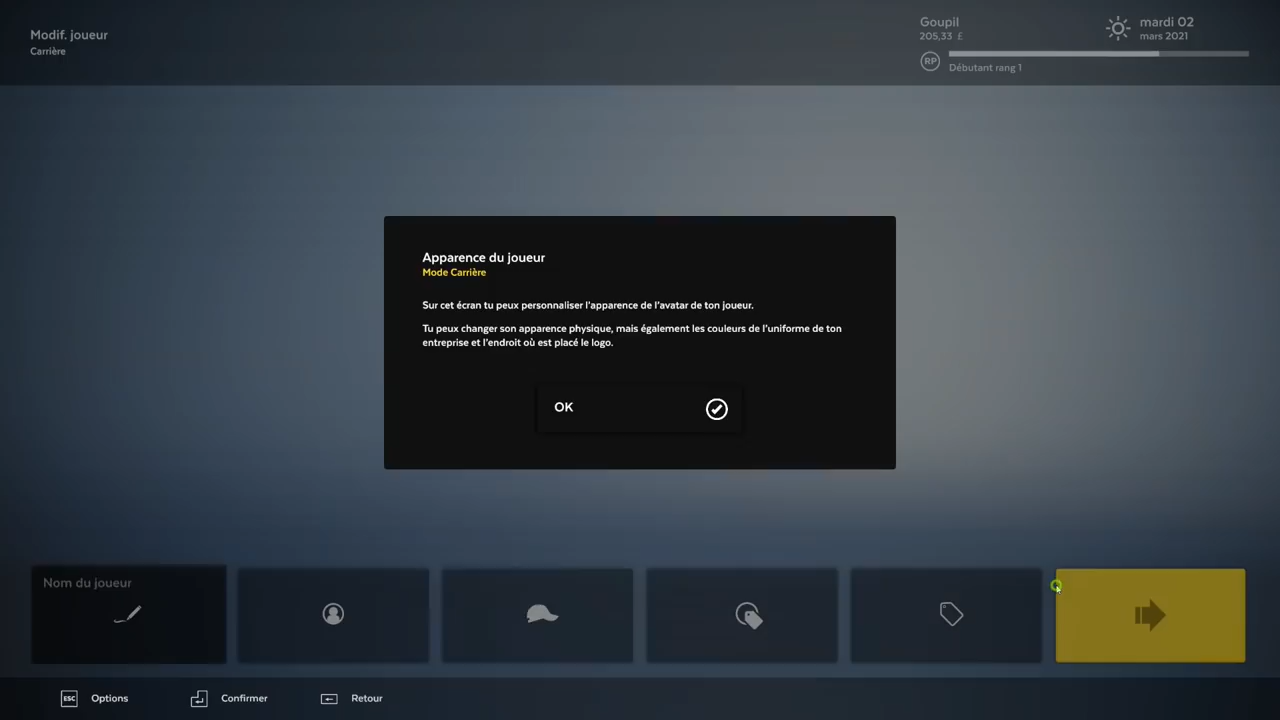 Modif. joueur
Carrière
Goupil
205,33 £
mardi 02
mars 2021
RP
Débutant rang 1
Apparence du joueur
Mode Carrière
Sur cet écran tu peux personnaliser l'apparence de l'avatar de ton joueur.
Tu peux changer son apparence physique, mais également les couleurs de l'uniforme de ton
entreprise et l'endroit où est placé le logo.
OK
Nom du joueur
ESC Options
Confirmer
Retour